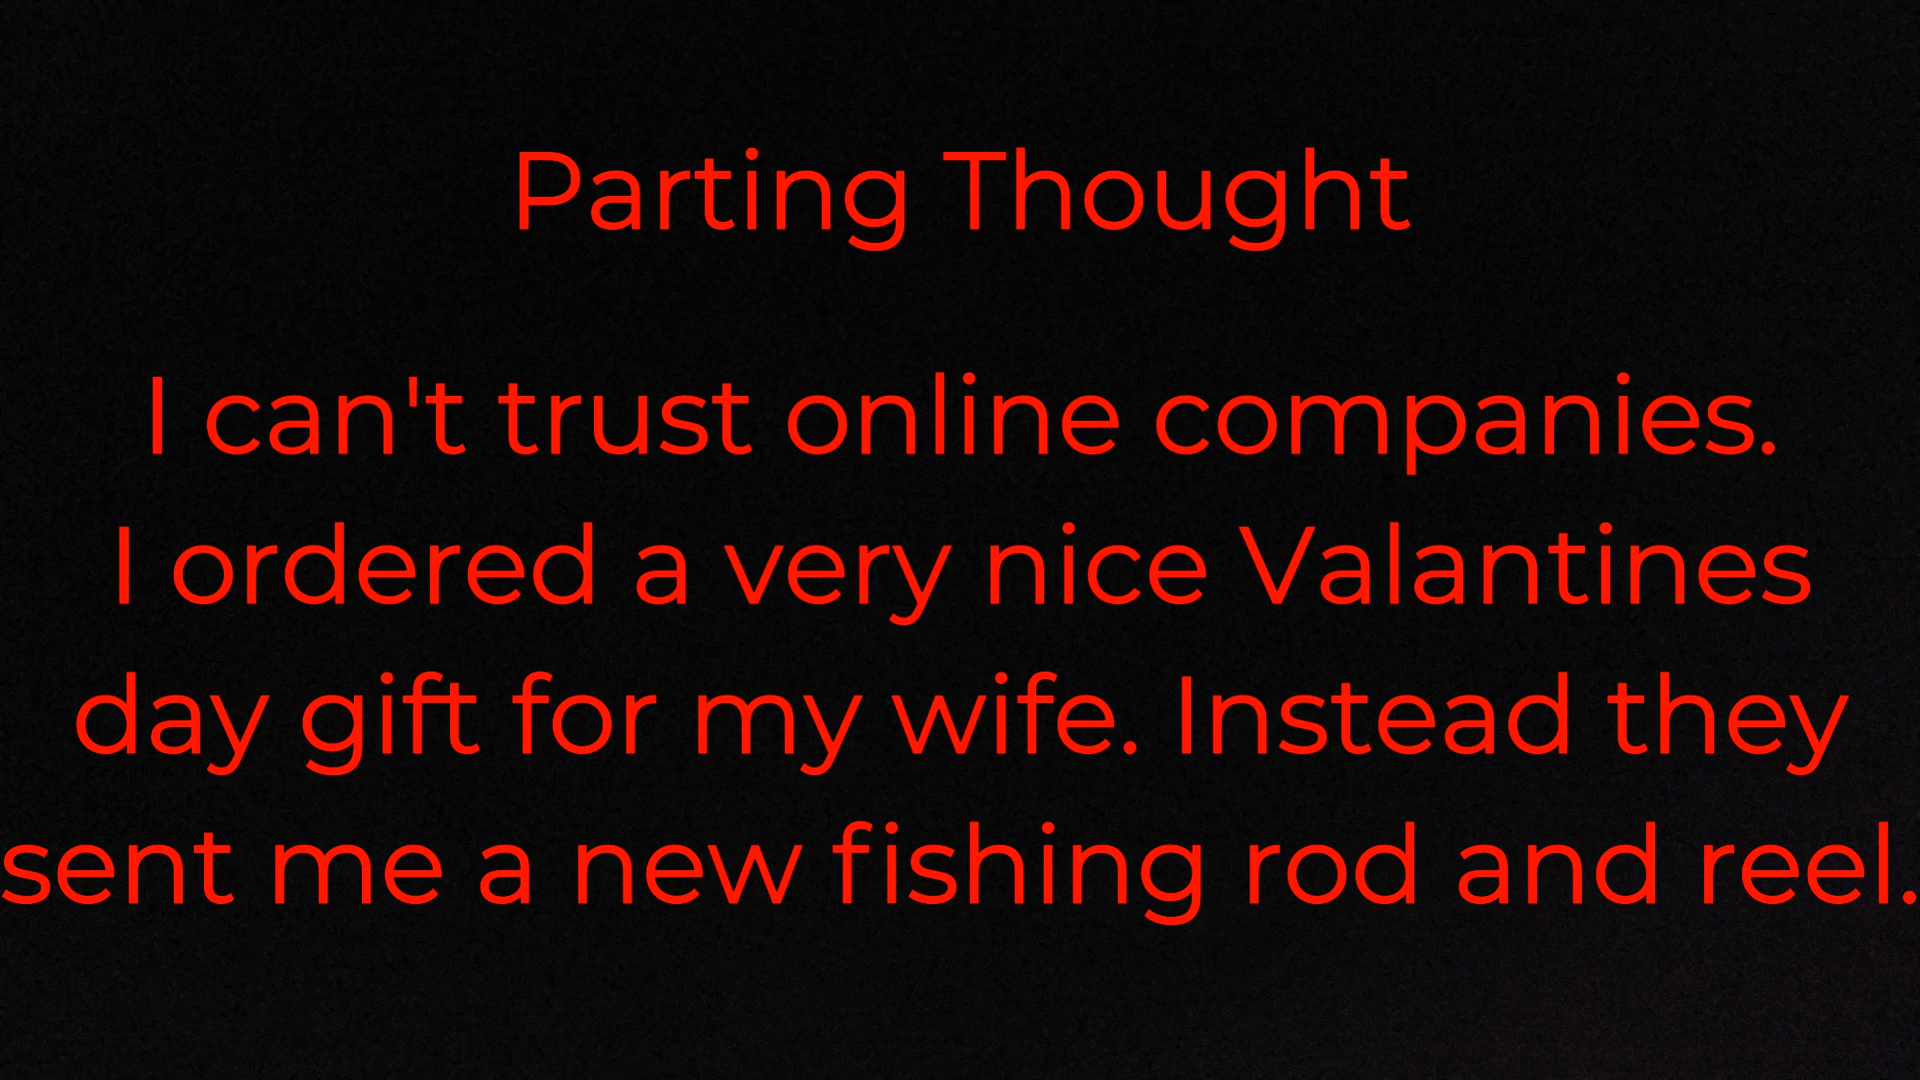 Parting Thought
I can't trust online companies.
I ordered a very nice Valantines
day gift for my wife. Instead they
sent me a new fishing rod and reel.